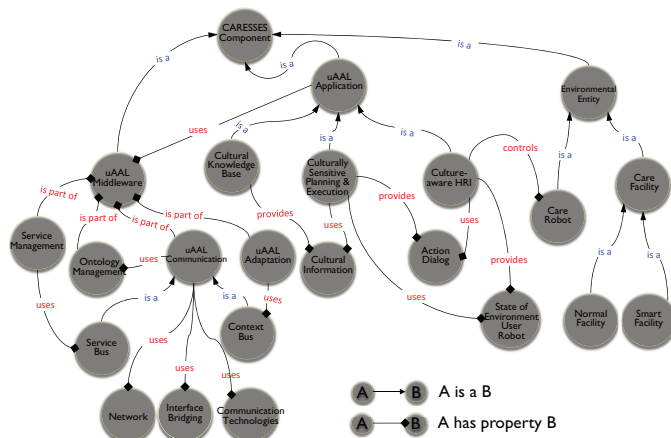 CARESSES
Component
is a
is a
is a
uAAL
Application
Environmental
Entity
uses
is a
is a
is a
controls
is a
is a
uAAL
Middleware
Cultural
Knowledge
Base
Culturally
Sensitive
Planning &
Execution
Culture-
aware HRI
Care
Robot
Care
Facility
is part of
is part of
is part of
is part of
provides
uses
provides
uses
Service
Management
Ontology
Management
uses
uAAL
Communication
uAAL
Adaptation
Cultural
Information
Action
Dialog
provides
is a
is a
uses
is a
is a
uses
uses
Service
Bus
Context
Bus
State of
Environment
User
Robot
Normal
Facility
Smart
Facility
uses
uses
uses
Network
Interface
Bridging
Communication
Technologies
A B A is a B
A B A has property B